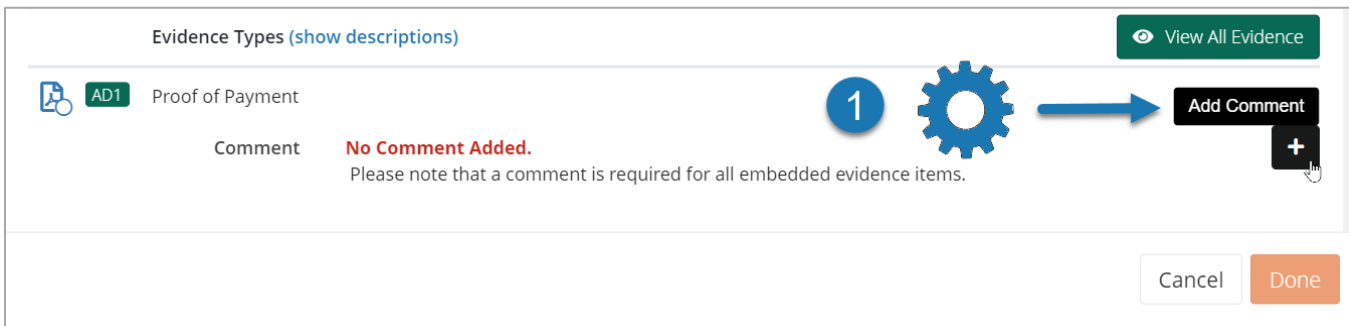 Evidence Types (show descriptions)
View All Evidence
AD1 Proof of Payment
1
Add Comment
Comment No Comment Added.
+
Please note that a comment is required for all embedded evidence items.
Cancel Done